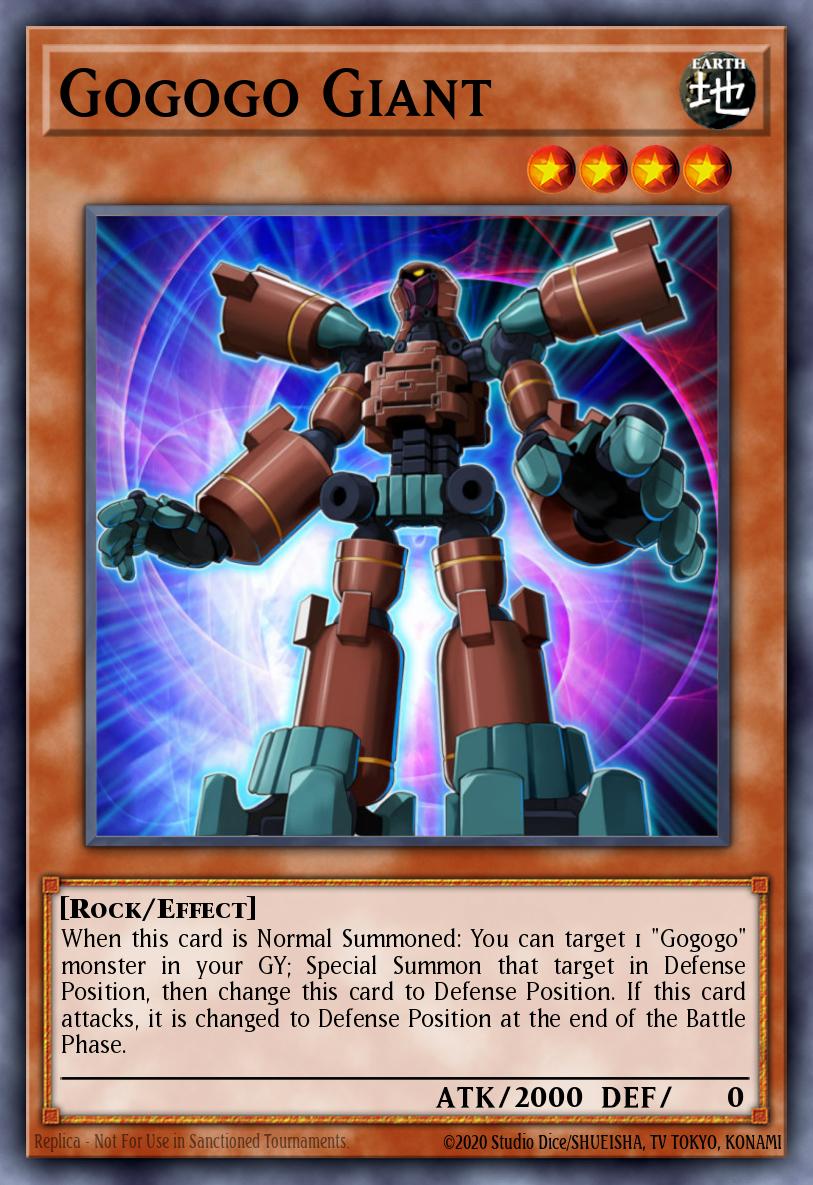 Gogogo Giant
EARTH
地
[Rock/Effect]
When this card is Normal Summoned: You can target 1 "Gogogo"
monster in your GY; Special Summon that target in Defense
Position, then change this card to Defense Position. If this card
attacks, it is changed to Defense Position at the end of the Battle
Phase.
ATK/2000 DEF/ 0
Replica - Not For Use in Sanctioned Tournaments.
©2020 Studio Dice/SHUEISHA, TV TOKYO, KONAMI